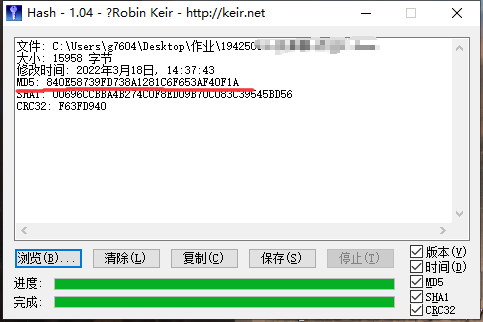 Hash - 1.04 - ?Robin Keir - http://keir.net
文件: C:\Users\g7604\Desktop\作业\194250
大小: 15958 字节
修改时间: 2022年3月18日, 14:37:43
MD5: 840E58739FD738A1281C6F653AF40F1A
SHA1: 00696CCBBA4B274C0F8ED09B70C083C39545BD56
CRC32: F63FD940
浏览(B)... 清除(L) 复制(C) 保存(S) 停止(T)
进度:
完成:
版本(V)
时间(D)
MD5
SHA1
CRC32